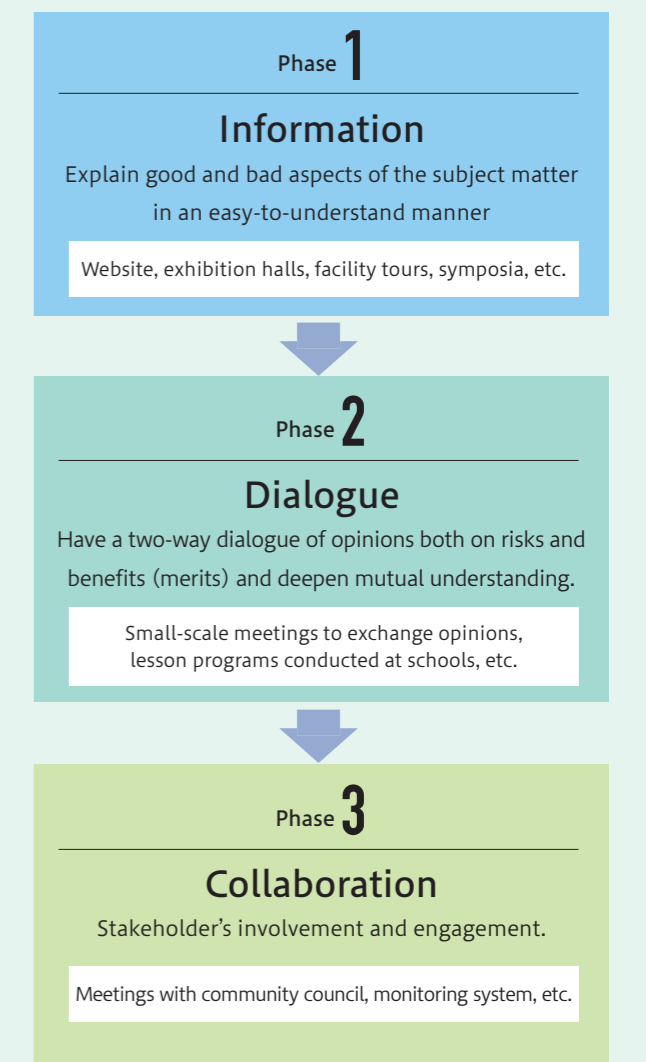 Phase 1
Information
Explain good and bad aspects of the subject matter
in an easy-to-understand manner
Website, exhibition halls, facility tours, symposia, etc.
Phase 2
Dialogue
Have a two-way dialogue of opinions both on risks and
benefits (merits) and deepen mutual understanding.
Small-scale meetings to exchange opinions,
lesson programs conducted at schools, etc.
Phase 3
Collaboration
Stakeholder’s involvement and engagement.
Meetings with community council, monitoring system, etc.